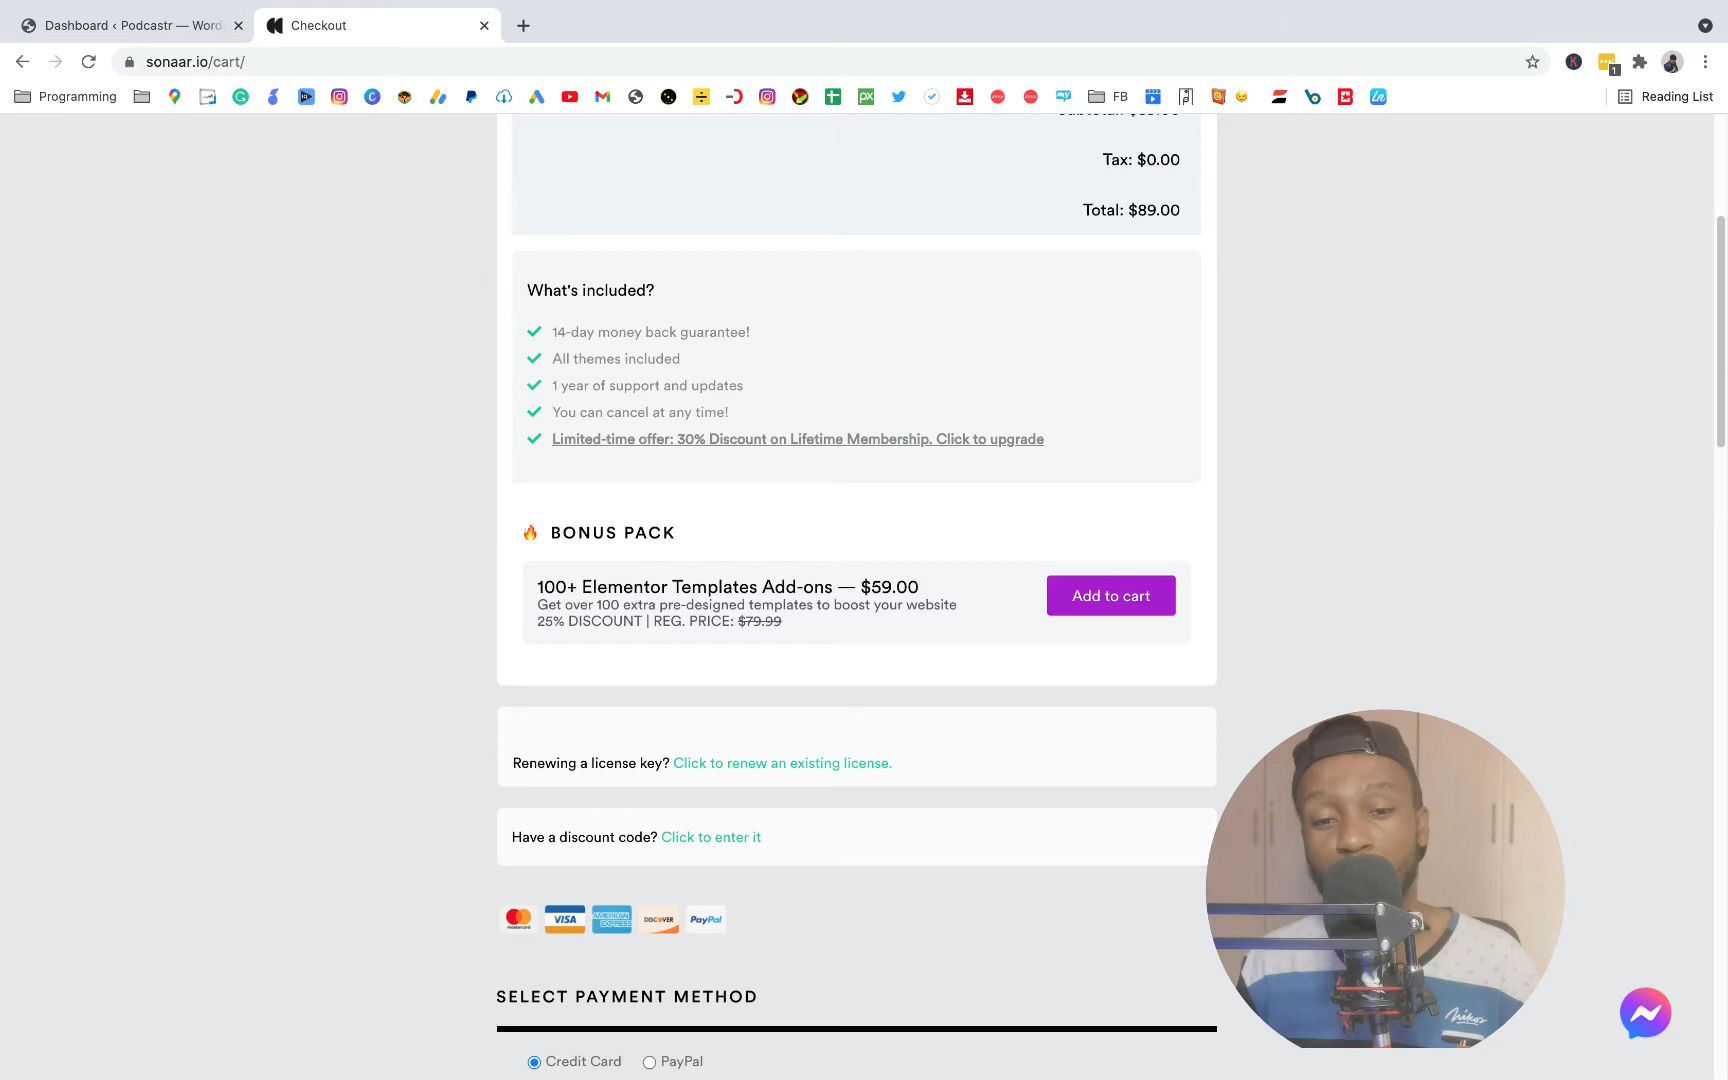 Dashboard ‹ Podcastr — Word
Checkout
sonaar.io/cart/
1
Programming
FB
Reading List
Tax: $0.00
Total: $89.00
What's included?
14-day money back guarantee!
All themes included
1 year of support and updates
You can cancel at any time!
Limited-time offer: 30% Discount on Lifetime Membership. Click to upgrade
🔥 BONUS PACK
100+ Elementor Templates Add-ons — $59.00
Get over 100 extra pre-designed templates to boost your website
25% DISCOUNT | REG. PRICE: $79.99
Add to cart
Renewing a license key? Click to renew an existing license.
Have a discount code? Click to enter it
mastercard VISA AMERICAN EXPRESS DISCOVER PayPal
SELECT PAYMENT METHOD
Credit Card PayPal